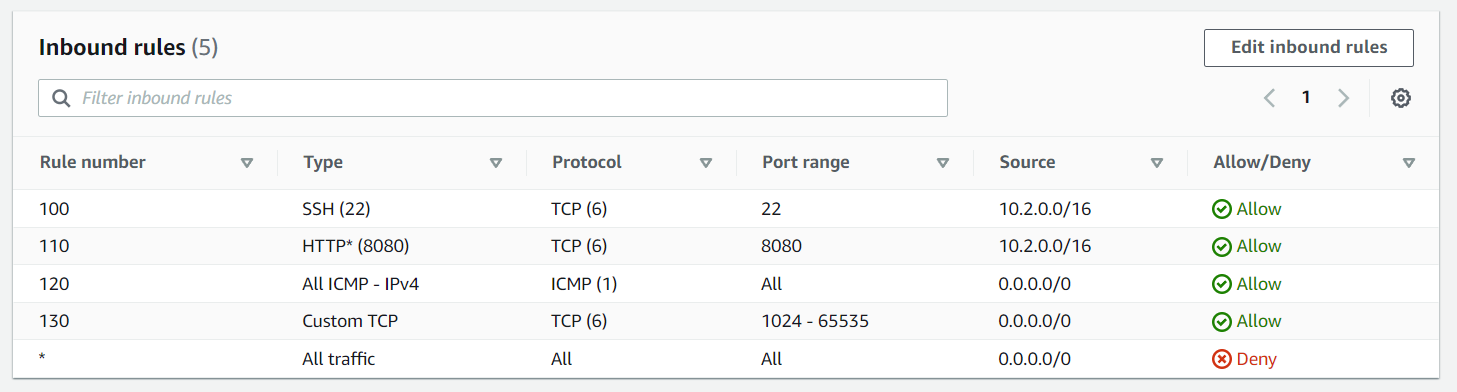 Inbound rules (5)
Edit inbound rules
Filter inbound rules
1
Rule number Type Protocol Port range Source Allow/Deny
100 SSH (22) TCP (6) 22 10.2.0.0/16 Allow
110 HTTP* (8080) TCP (6) 8080 10.2.0.0/16 Allow
120 All ICMP - IPv4 ICMP (1) All 0.0.0.0/0 Allow
130 Custom TCP TCP (6) 1024 - 65535 0.0.0.0/0 Allow
* All traffic All All 0.0.0.0/0 Deny